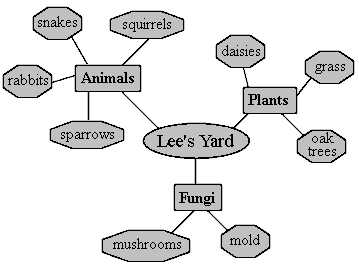 snakes
squirrels
rabbits
Animals
sparrows
daisies
grass
Plants
oak
trees
Lee's Yard
Fungi
mushrooms
mold